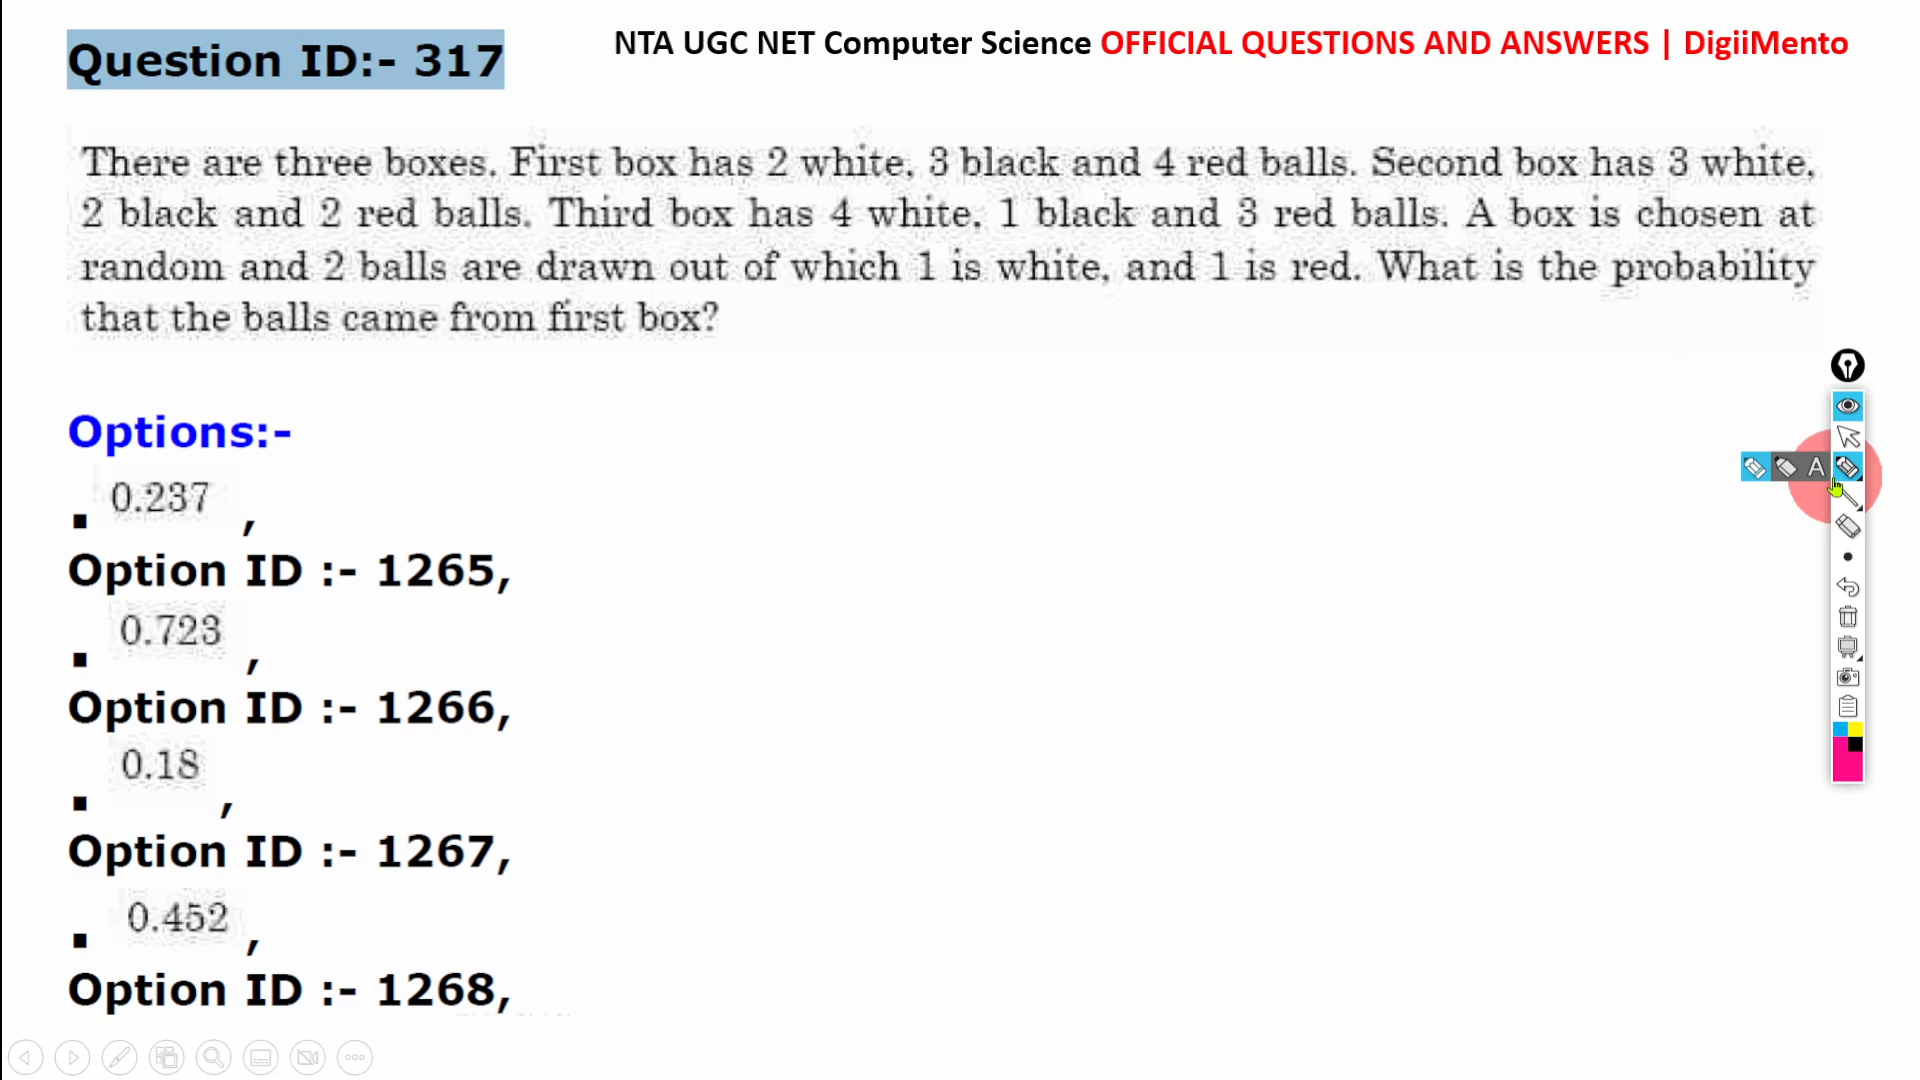 Question ID:- 317
NTA UGC NET Computer Science OFFICIAL QUESTIONS AND ANSWERS | DigiiMento
There are three boxes. First box has 2 white, 3 black and 4 red balls. Second box has 3 white,
2 black and 2 red balls. Third box has 4 white, 1 black and 3 red balls. A box is chosen at
random and 2 balls are drawn out of which 1 is white, and 1 is red. What is the probability
that the balls came from first box?
Options:-
▪ 0.237 ,
Option ID :- 1265,
▪ 0.723 ,
Option ID :- 1266,
▪ 0.18 ,
Option ID :- 1267,
▪ 0.452 ,
Option ID :- 1268,
A